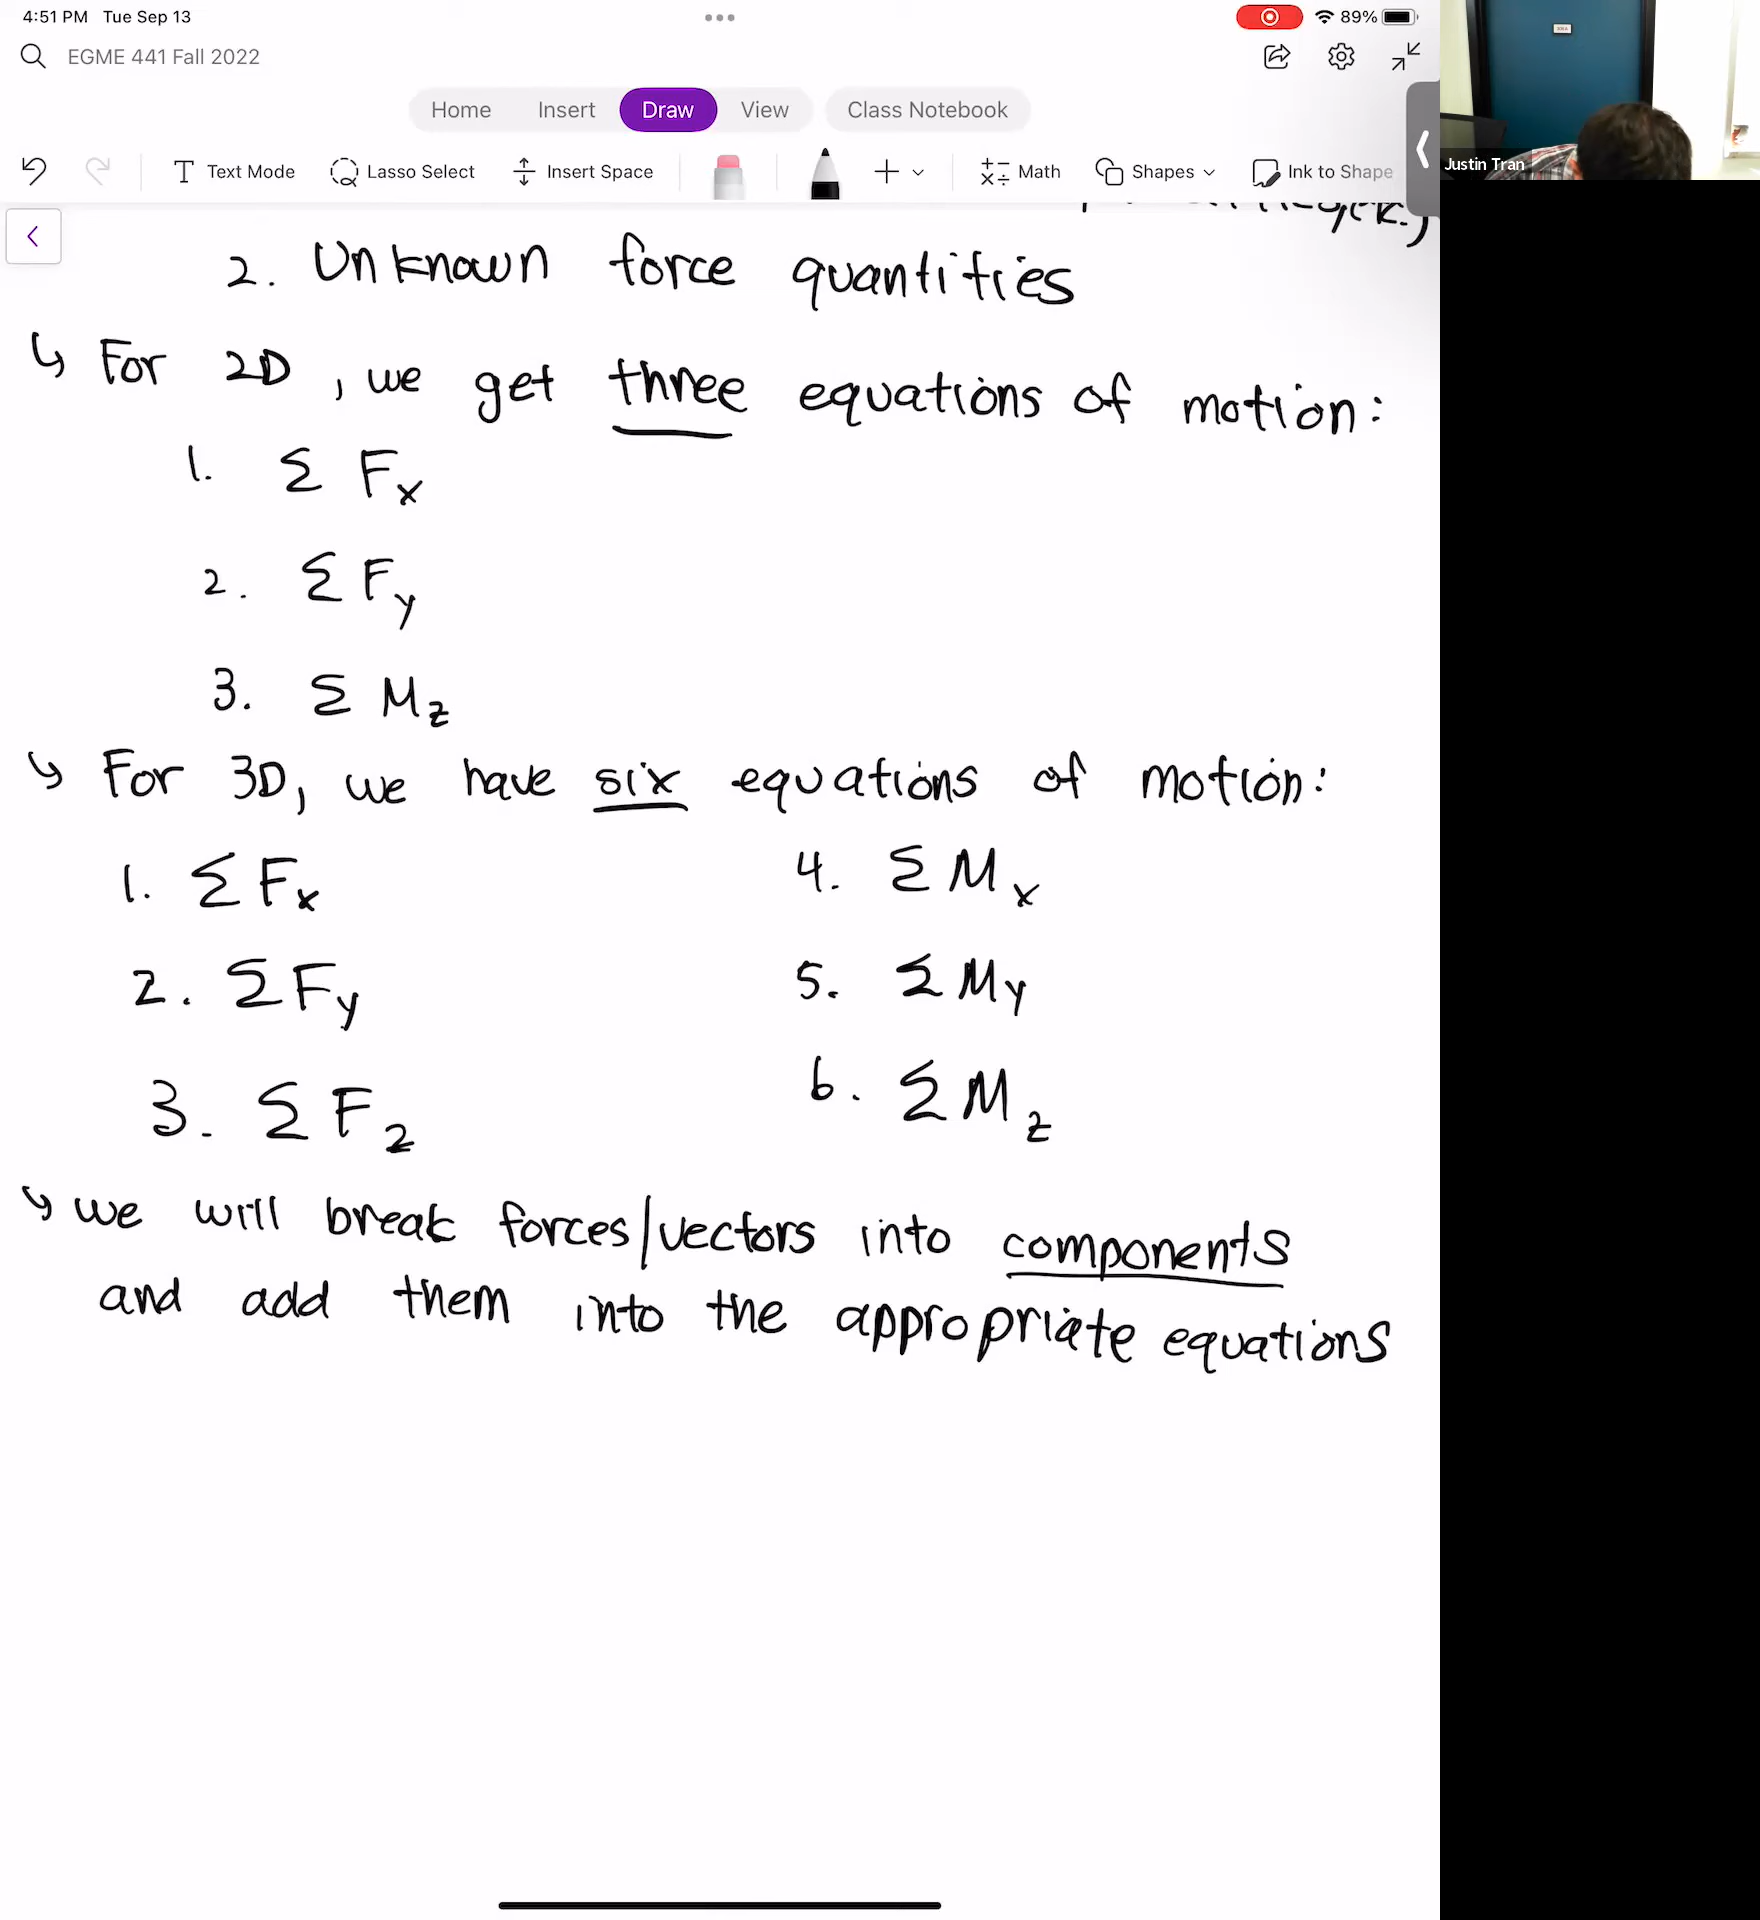 4:51 PM Tue Sep 13
89%
EGME 441 Fall 2022
Home Insert Draw View Class Notebook
Text Mode Lasso Select Insert Space Math Shapes Ink to Shape
Justin Tran
2. Unknown force quantities
↳ For 2D, we get three equations of motion:
1. Σ Fx
2. Σ Fy
3. Σ Mz
↳ For 3D, we have six equations of motion:
1. Σ Fx 4. Σ Mx
2. Σ Fy 5. Σ My
3. Σ Fz 6. Σ Mz
↳ we will break forces/vectors into components
and add them into the appropriate equations